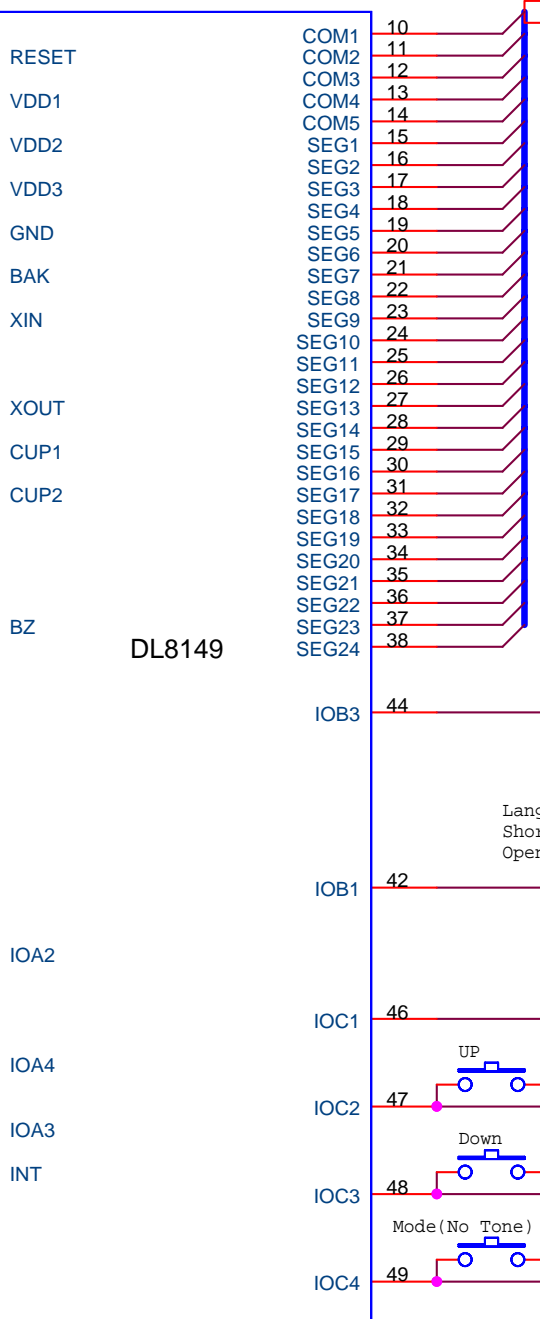 COM1 10
COM2 11
RESET
COM3 12
VDD1
COM4 13
COM5 14
VDD2
SEG1 15
SEG2 16
VDD3
SEG3 17
SEG4 18
GND
SEG5 19
SEG6 20
BAK
SEG7 21
SEG8 22
XIN
SEG9 23
SEG10 24
SEG11 25
SEG12 26
XOUT
SEG13 27
SEG14 28
CUP1
SEG15 29
SEG16 30
CUP2
SEG17 31
SEG18 32
SEG19 33
SEG20 34
SEG21 35
SEG22 36
BZ
SEG23 37
DL8149
SEG24 38
IOB3 44
Lang
Shor
Open
IOB1 42
IOA2
IOC1 46
UP
IOA4
IOC2 47
IOA3
Down
INT
IOC3 48
Mode(No Tone)
IOC4 49